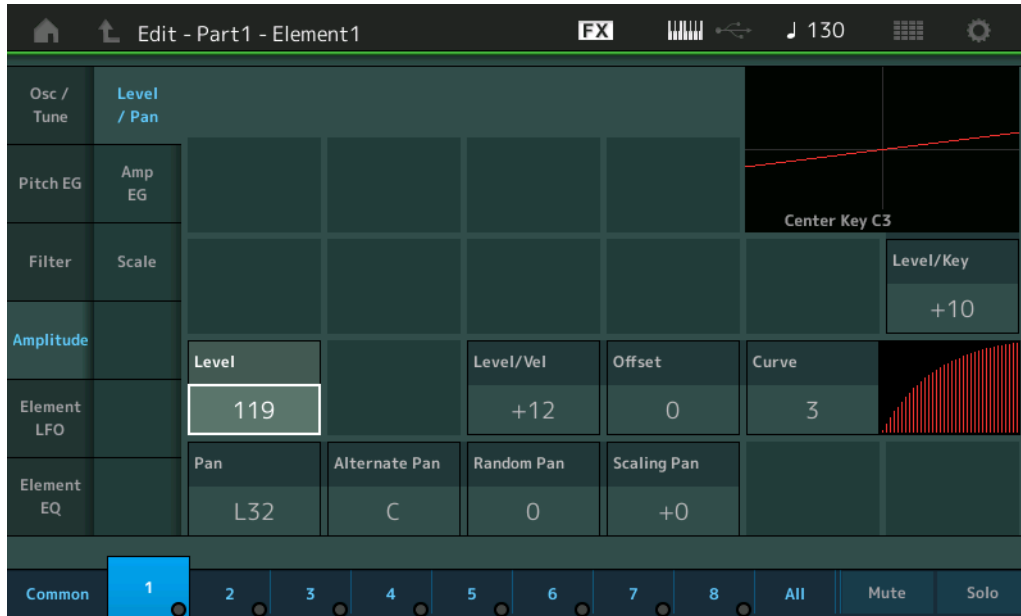 Edit - Part1 - Element1
FX
♩ 130
Osc /
Tune
Level
/ Pan
Pitch EG
Amp
EG
Center Key C3
Filter
Scale
Level/Key
+10
Amplitude
Level
Level/Vel
Offset
Curve
119
+12
0
3
Element
LFO
Pan
Alternate Pan
Random Pan
Scaling Pan
L32
C
0
+0
Element
EQ
Common
1
2
3
4
5
6
7
8
All
Mute
Solo